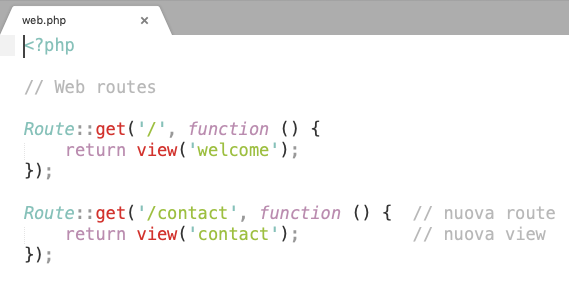 web.php ×
<?php
// Web routes
Route::get('/', function () {
    return view('welcome');
});
Route::get('/contact', function () {  // nuova route
    return view('contact');           // nuova view
});